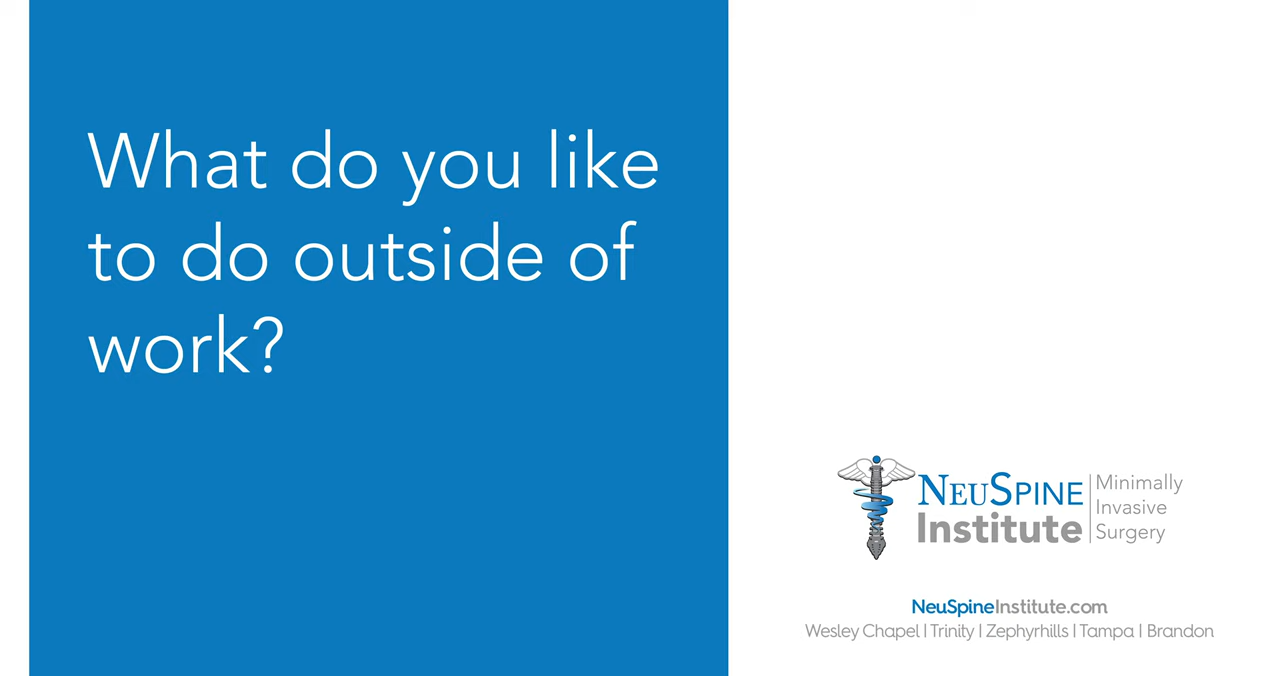 What do you like
to do outside of
work?
NEUSPINE
Institute
Minimally
Invasive
Surgery
NeuSpineInstitute.com
Wesley Chapel | Trinity | Zephyrhills | Tampa | Brandon